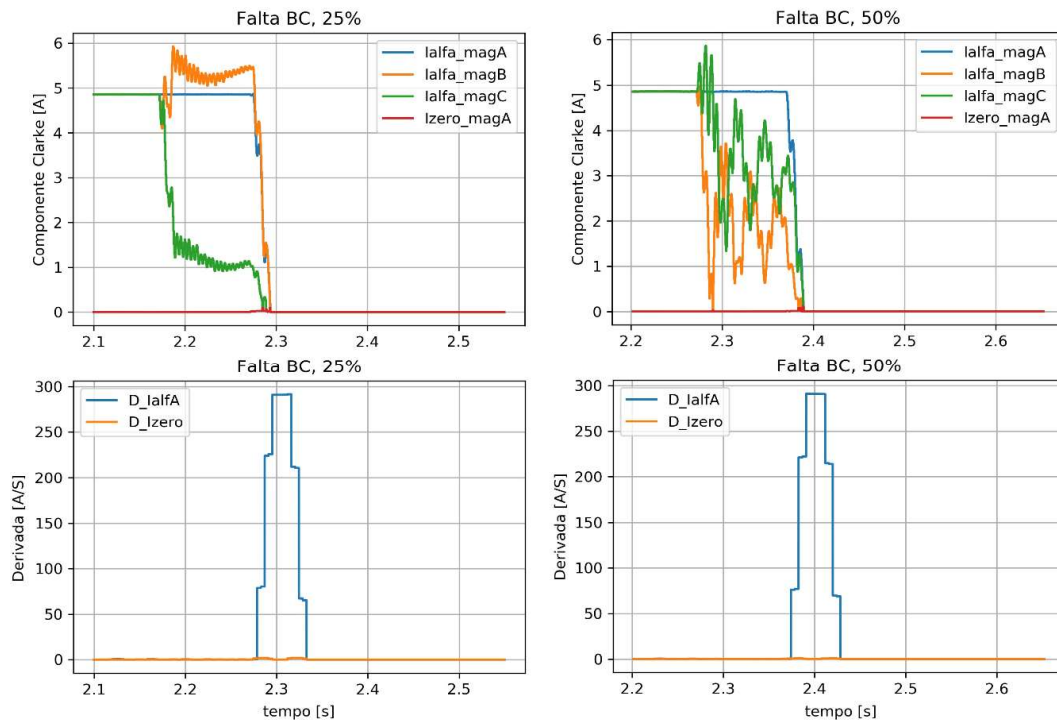 Falta BC, 25%
Componente Clarke [A]
6
5
4
3
2
1
0
Ialfa_magA
Ialfa_magB
Ialfa_magC
Izero_magA
2.1 2.2 2.3 2.4 2.5
Falta BC, 50%
Componente Clarke [A]
6
5
4
3
2
1
0
Ialfa_magA
Ialfa_magB
Ialfa_magC
Izero_magA
2.2 2.3 2.4 2.5 2.6
Falta BC, 25%
Derivada [A/S]
300
250
200
150
100
50
0
D_IalfA
D_Izero
2.1 2.2 2.3 2.4 2.5
tempo [s]
Falta BC, 50%
Derivada [A/S]
300
250
200
150
100
50
0
D_IalfA
D_Izero
2.2 2.3 2.4 2.5 2.6
tempo [s]